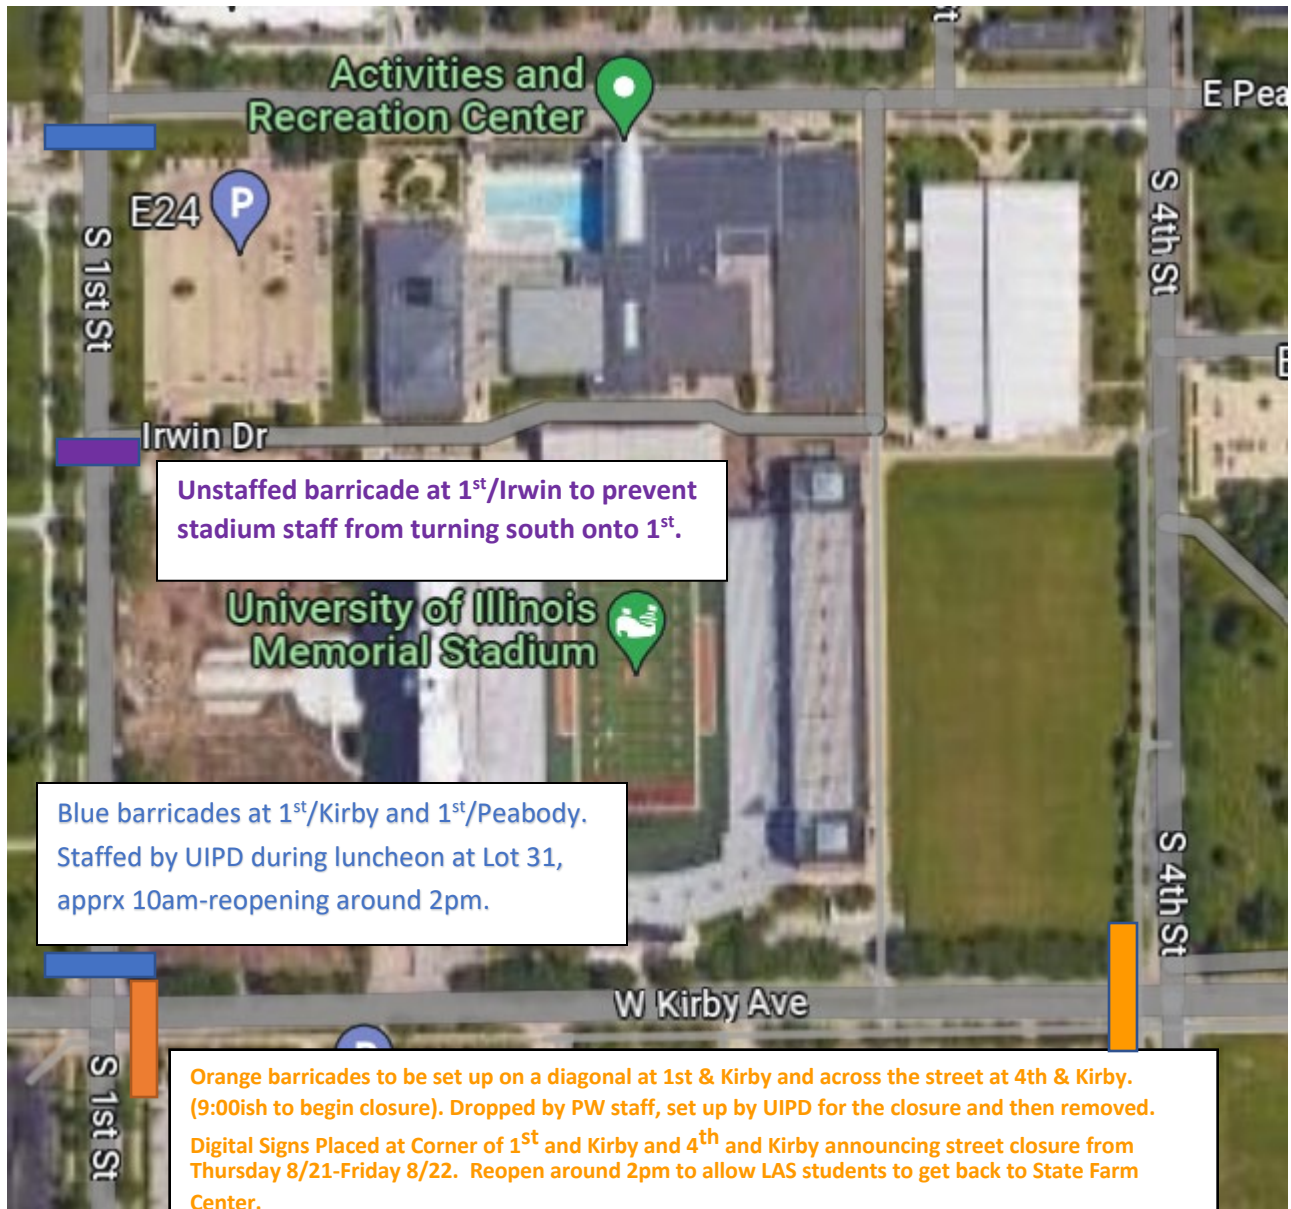 St
Activities and
Recreation Center
E Pea
E24
P
S 1st St
S 4th St
E
Irwin Dr
Unstaffed barricade at 1st/Irwin to prevent
stadium staff from turning south onto 1st.
University of Illinois
Memorial Stadium
Blue barricades at 1st/Kirby and 1st/Peabody.
Staffed by UIPD during luncheon at Lot 31,
apprx 10am-reopening around 2pm.
S 4th St
W Kirby Ave
P
S 1st St
Orange barricades to be set up on a diagonal at 1st & Kirby and across the street at 4th & Kirby.
(9:00ish to begin closure). Dropped by PW staff, set up by UIPD for the closure and then removed.
Digital Signs Placed at Corner of 1st and Kirby and 4th and Kirby announcing street closure from
Thursday 8/21-Friday 8/22. Reopen around 2pm to allow LAS students to get back to State Farm
Center.